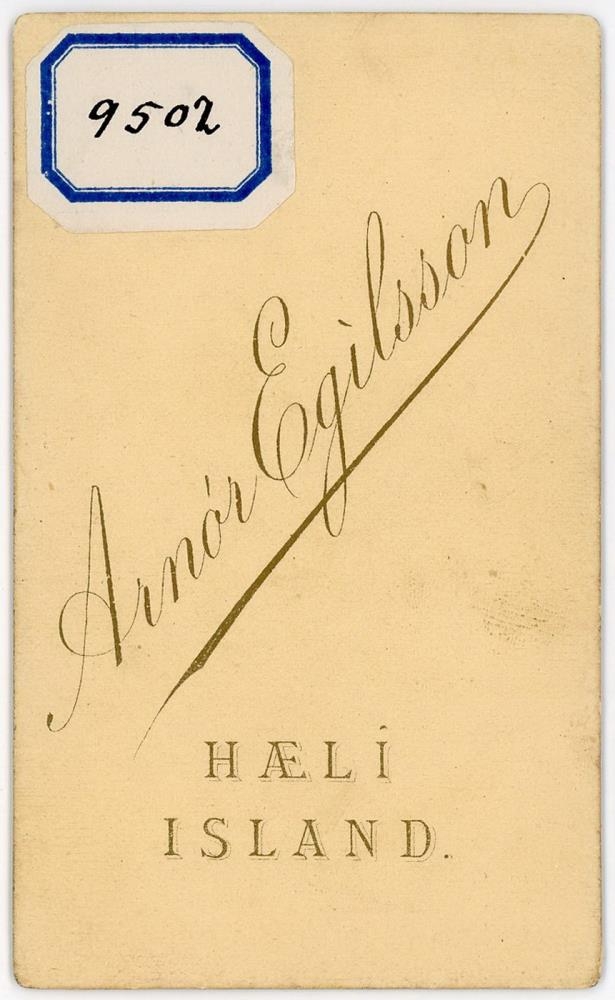 9502
Arnór Egilsson
HÆLÍ
ISLAND.